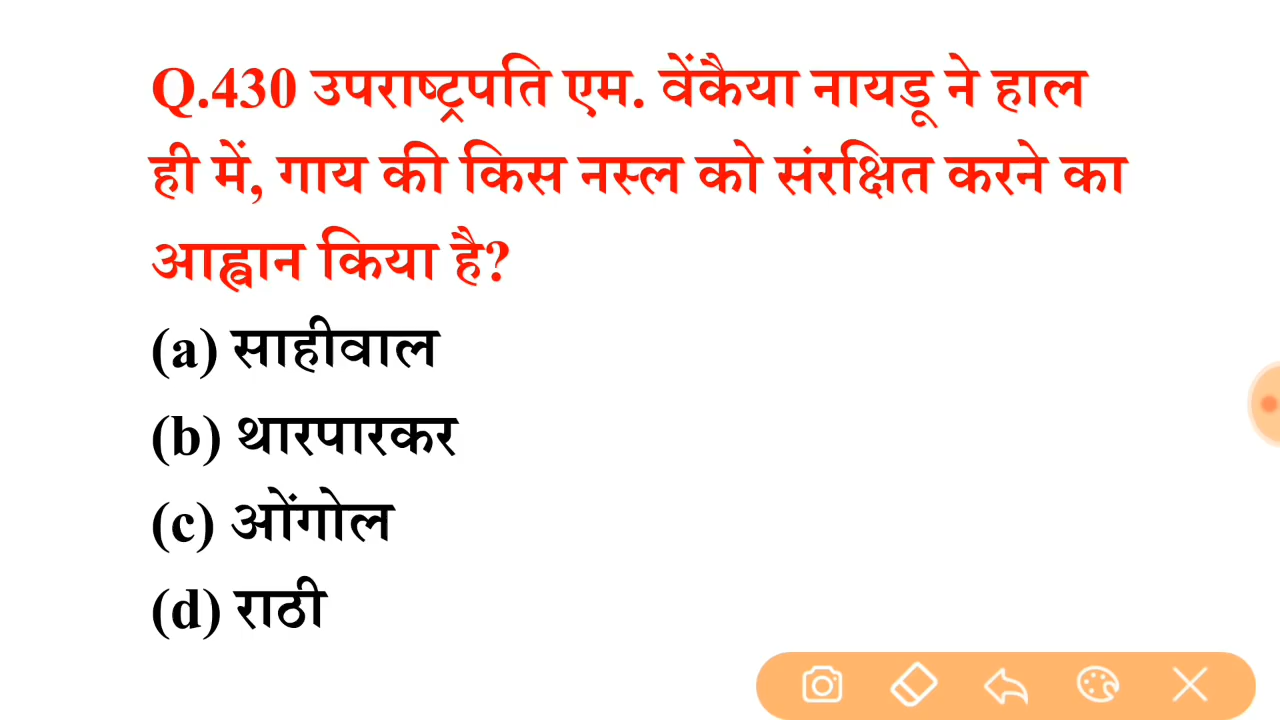 Q.430 उपराष्ट्रपति एम. वेंकैया नायडू ने हाल
ही में, गाय की किस नस्ल को संरक्षित करने का
आह्वान किया है?
(a) साहीवाल
(b) थारपारकर
(c) ओंगोल
(d) राठी